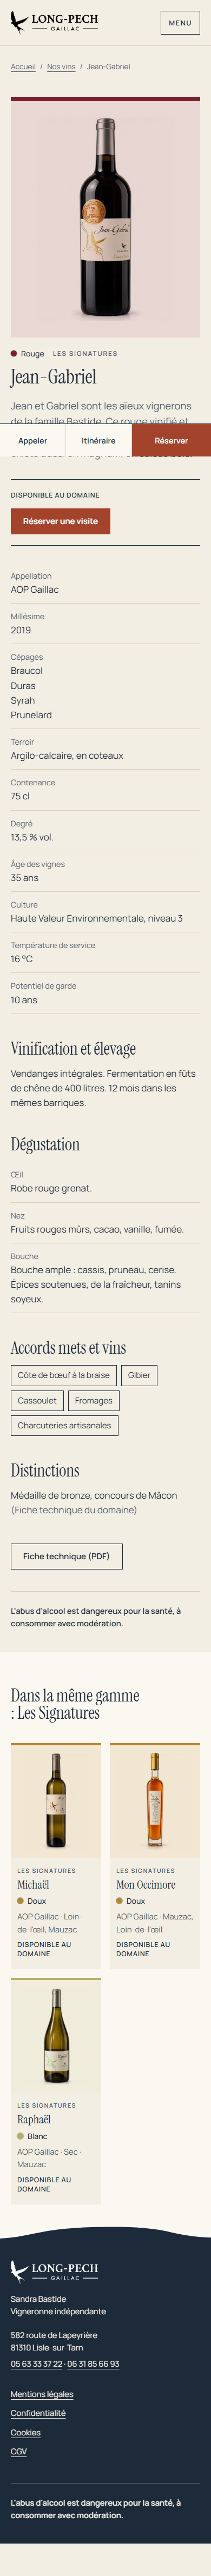 LONG-PECH
GAILLAC
MENU
Accueil / Nos vins / Jean-Gabriel
Jean-Gabriel
Rouge LES SIGNATURES
Jean-Gabriel
Jean et Gabriel sont les aïeux vignerons
de la famille Bastide. Ce rouge vinifié et
Appeler Itinéraire Réserver
DISPONIBLE AU DOMAINE
Réserver une visite
Appellation
AOP Gaillac
Millésime
2019
Cépages
Braucol
Duras
Syrah
Prunelard
Terroir
Argilo-calcaire, en coteaux
Contenance
75 cl
Degré
13,5 % vol.
Âge des vignes
35 ans
Culture
Haute Valeur Environnementale, niveau 3
Température de service
16 °C
Potentiel de garde
10 ans
Vinification et élevage
Vendanges intégrales. Fermentation en fûts
de chêne de 400 litres. 12 mois dans les
mêmes barriques.
Dégustation
Œil
Robe rouge grenat.
Nez
Fruits rouges mûrs, cacao, vanille, fumée.
Bouche
Bouche ample : cassis, pruneau, cerise.
Épices soutenues, de la fraîcheur, tanins
soyeux.
Accords mets et vins
Côte de bœuf à la braise Gibier
Cassoulet Fromages
Charcuteries artisanales
Distinctions
Médaille de bronze, concours de Mâcon
(Fiche technique du domaine)
Fiche technique (PDF)
L'abus d'alcool est dangereux pour la santé, à
consommer avec modération.
Dans la même gamme
: Les Signatures
LES SIGNATURES
Michaël
Doux
AOP Gaillac · Loin-
de-l'œil, Mauzac
DISPONIBLE AU
DOMAINE
LES SIGNATURES
Mon Occimore
Doux
AOP Gaillac · Mauzac,
Loin-de-l'œil
DISPONIBLE AU
DOMAINE
LES SIGNATURES
Raphaël
Blanc
AOP Gaillac · Sec ·
Mauzac
DISPONIBLE AU
DOMAINE
LONG-PECH
GAILLAC
Sandra Bastide
Vigneronne indépendante
582 route de Lapeyrière
81310 Lisle-sur-Tarn
05 63 33 37 22 · 06 31 85 66 93
Mentions légales
Confidentialité
Cookies
CGV
L'abus d'alcool est dangereux pour la santé, à
consommer avec modération.